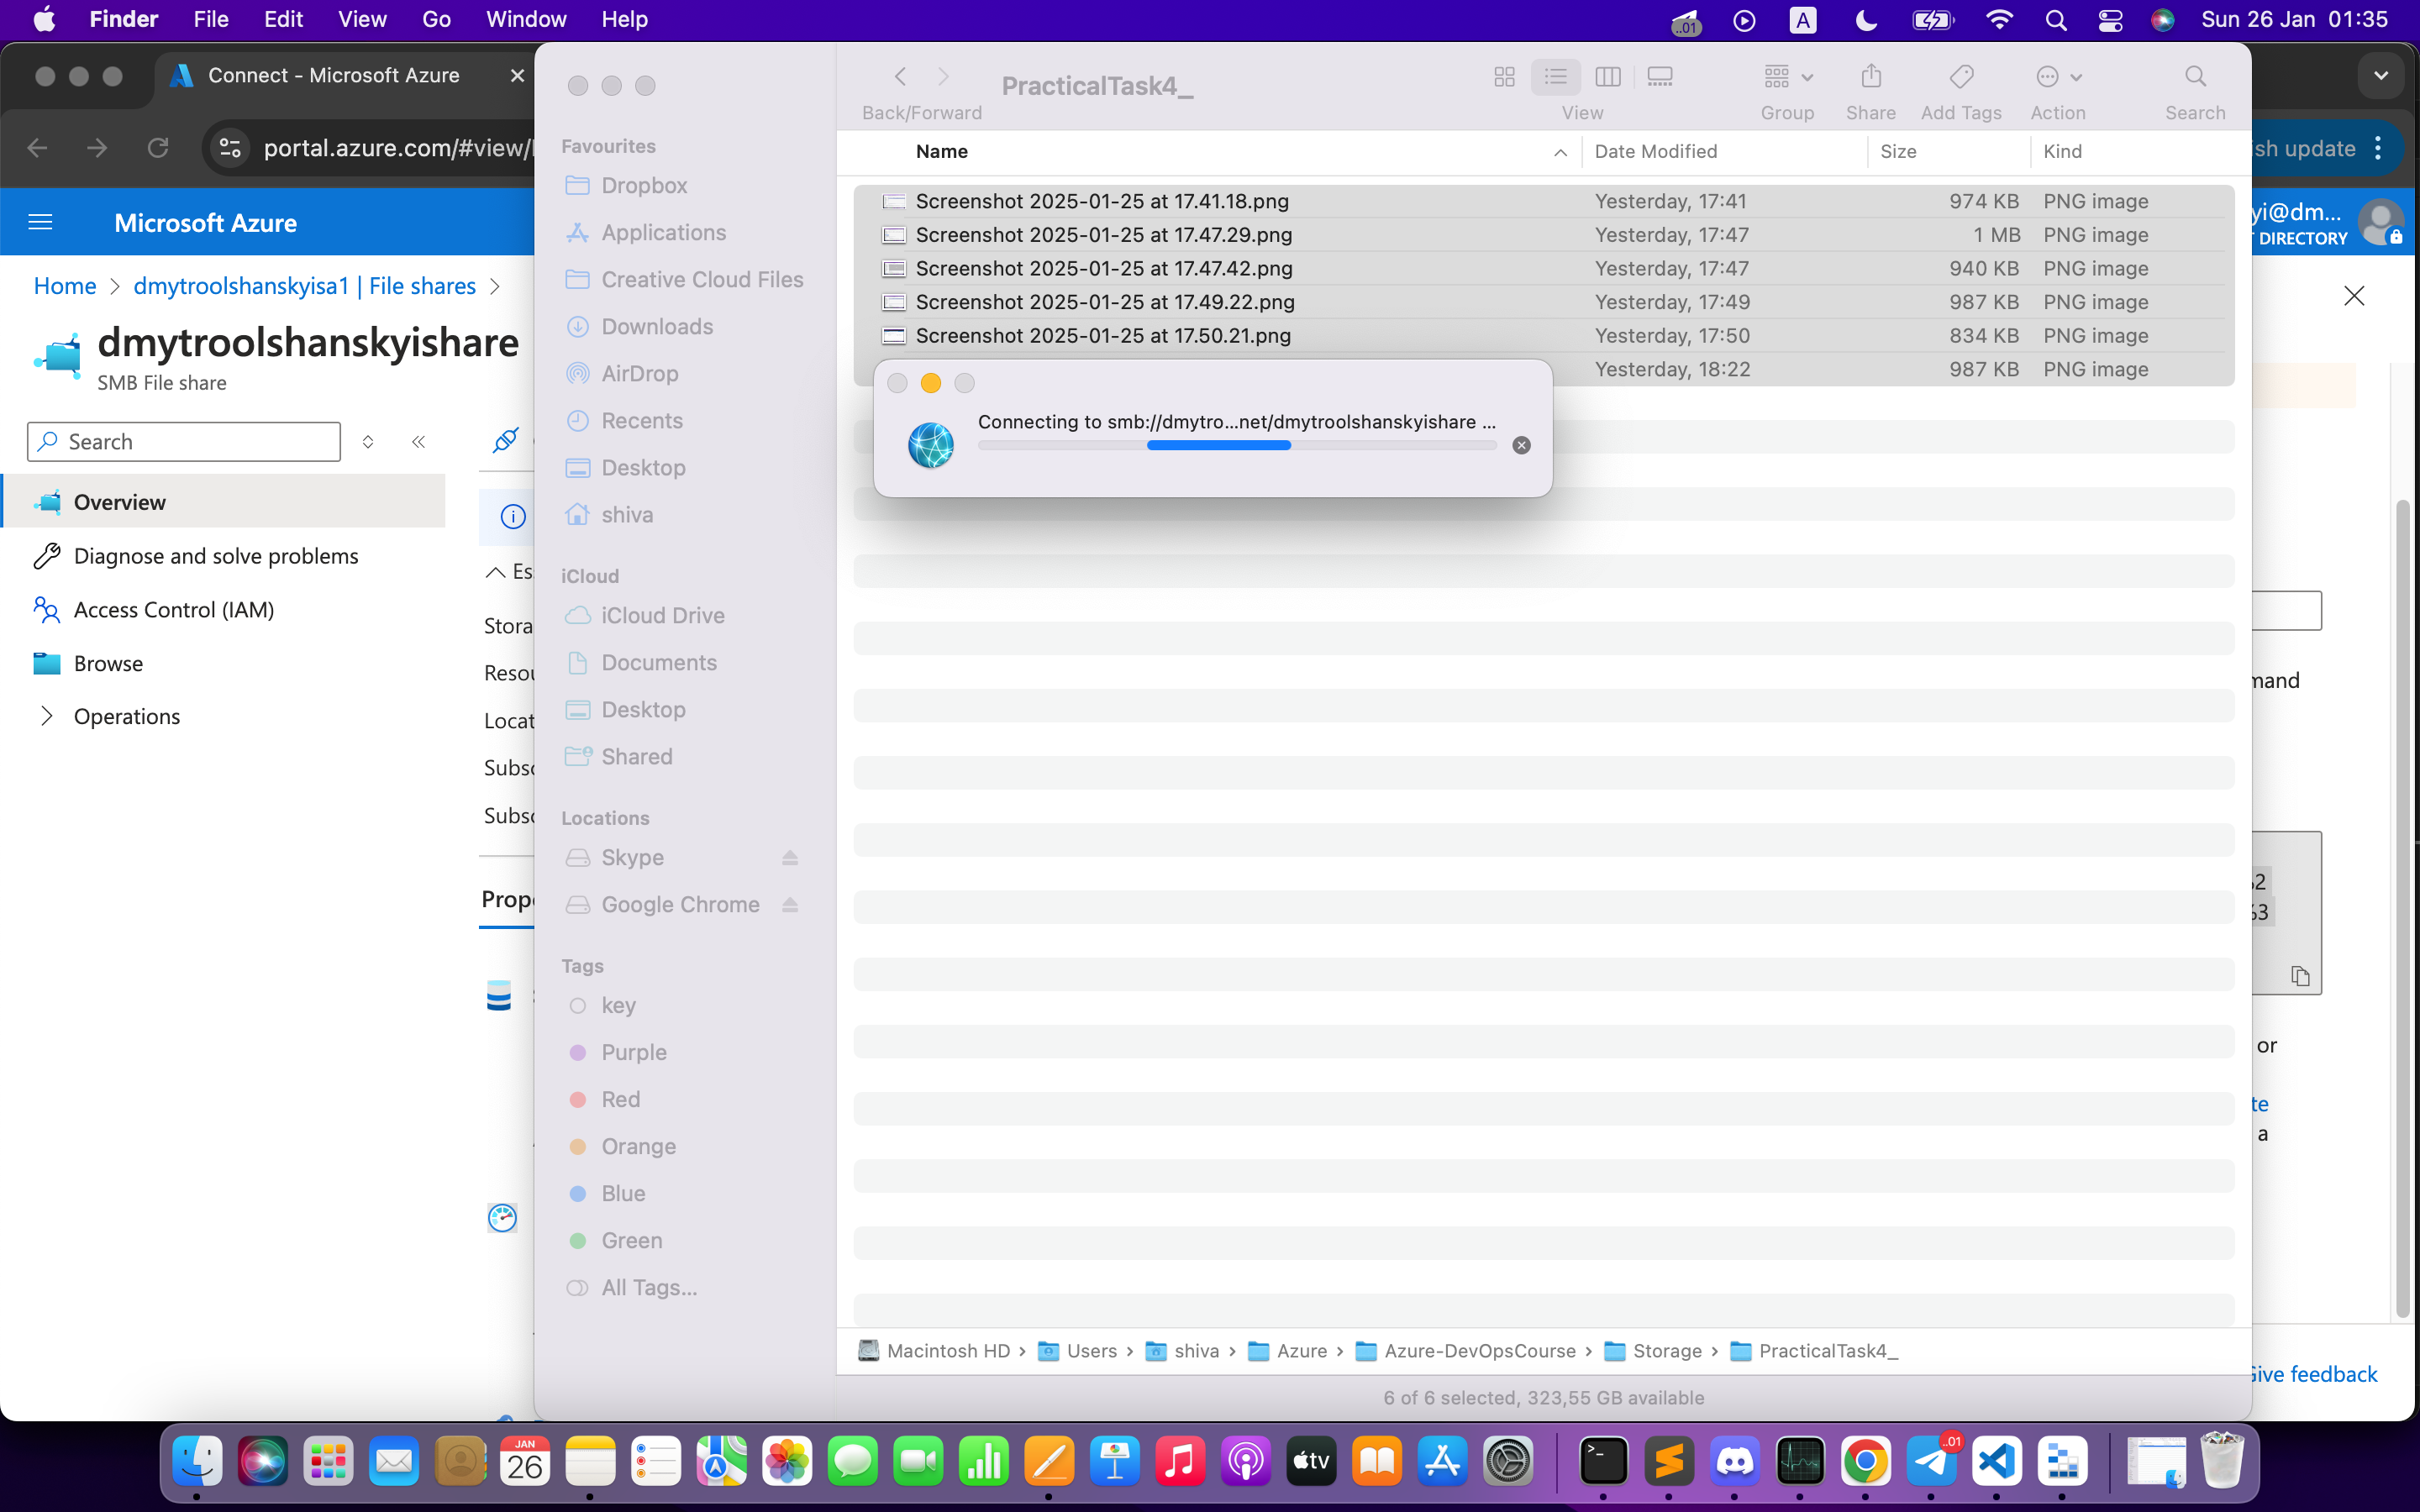 Finder File Edit View Go Window Help
..01 A Sun 26 Jan 01:35
Connect - Microsoft Azure
portal.azure.com/#view/
sh update
Microsoft Azure
yi@dm...
DIRECTORY
Home > dmytroolshanskyisa1 | File shares >
dmytroolshanskyishare
SMB File share
Search
Overview
Diagnose and solve problems
Access Control (IAM)
Browse
Operations
Es
Stora
Resou
Locat
Subsc
Subsc
Prope
Favourites
Dropbox
Applications
Creative Cloud Files
Downloads
AirDrop
Recents
Desktop
shiva
iCloud
iCloud Drive
Documents
Desktop
Shared
Locations
Skype
Google Chrome
Tags
key
Purple
Red
Orange
Blue
Green
All Tags...
Back/Forward
PracticalTask4_
View Group Share Add Tags Action Search
Name Date Modified Size Kind
Screenshot 2025-01-25 at 17.41.18.png Yesterday, 17:41 974 KB PNG image
Screenshot 2025-01-25 at 17.47.29.png Yesterday, 17:47 1 MB PNG image
Screenshot 2025-01-25 at 17.47.42.png Yesterday, 17:47 940 KB PNG image
Screenshot 2025-01-25 at 17.49.22.png Yesterday, 17:49 987 KB PNG image
Screenshot 2025-01-25 at 17.50.21.png Yesterday, 17:50 834 KB PNG image
Yesterday, 18:22 987 KB PNG image
Connecting to smb://dmytro...net/dmytroolshanskyishare ...
Macintosh HD › Users › shiva › Azure › Azure-DevOpsCourse › Storage › PracticalTask4_
6 of 6 selected, 323,55 GB available
mand
or
te
a
Give feedback
JAN
26
tv
..01